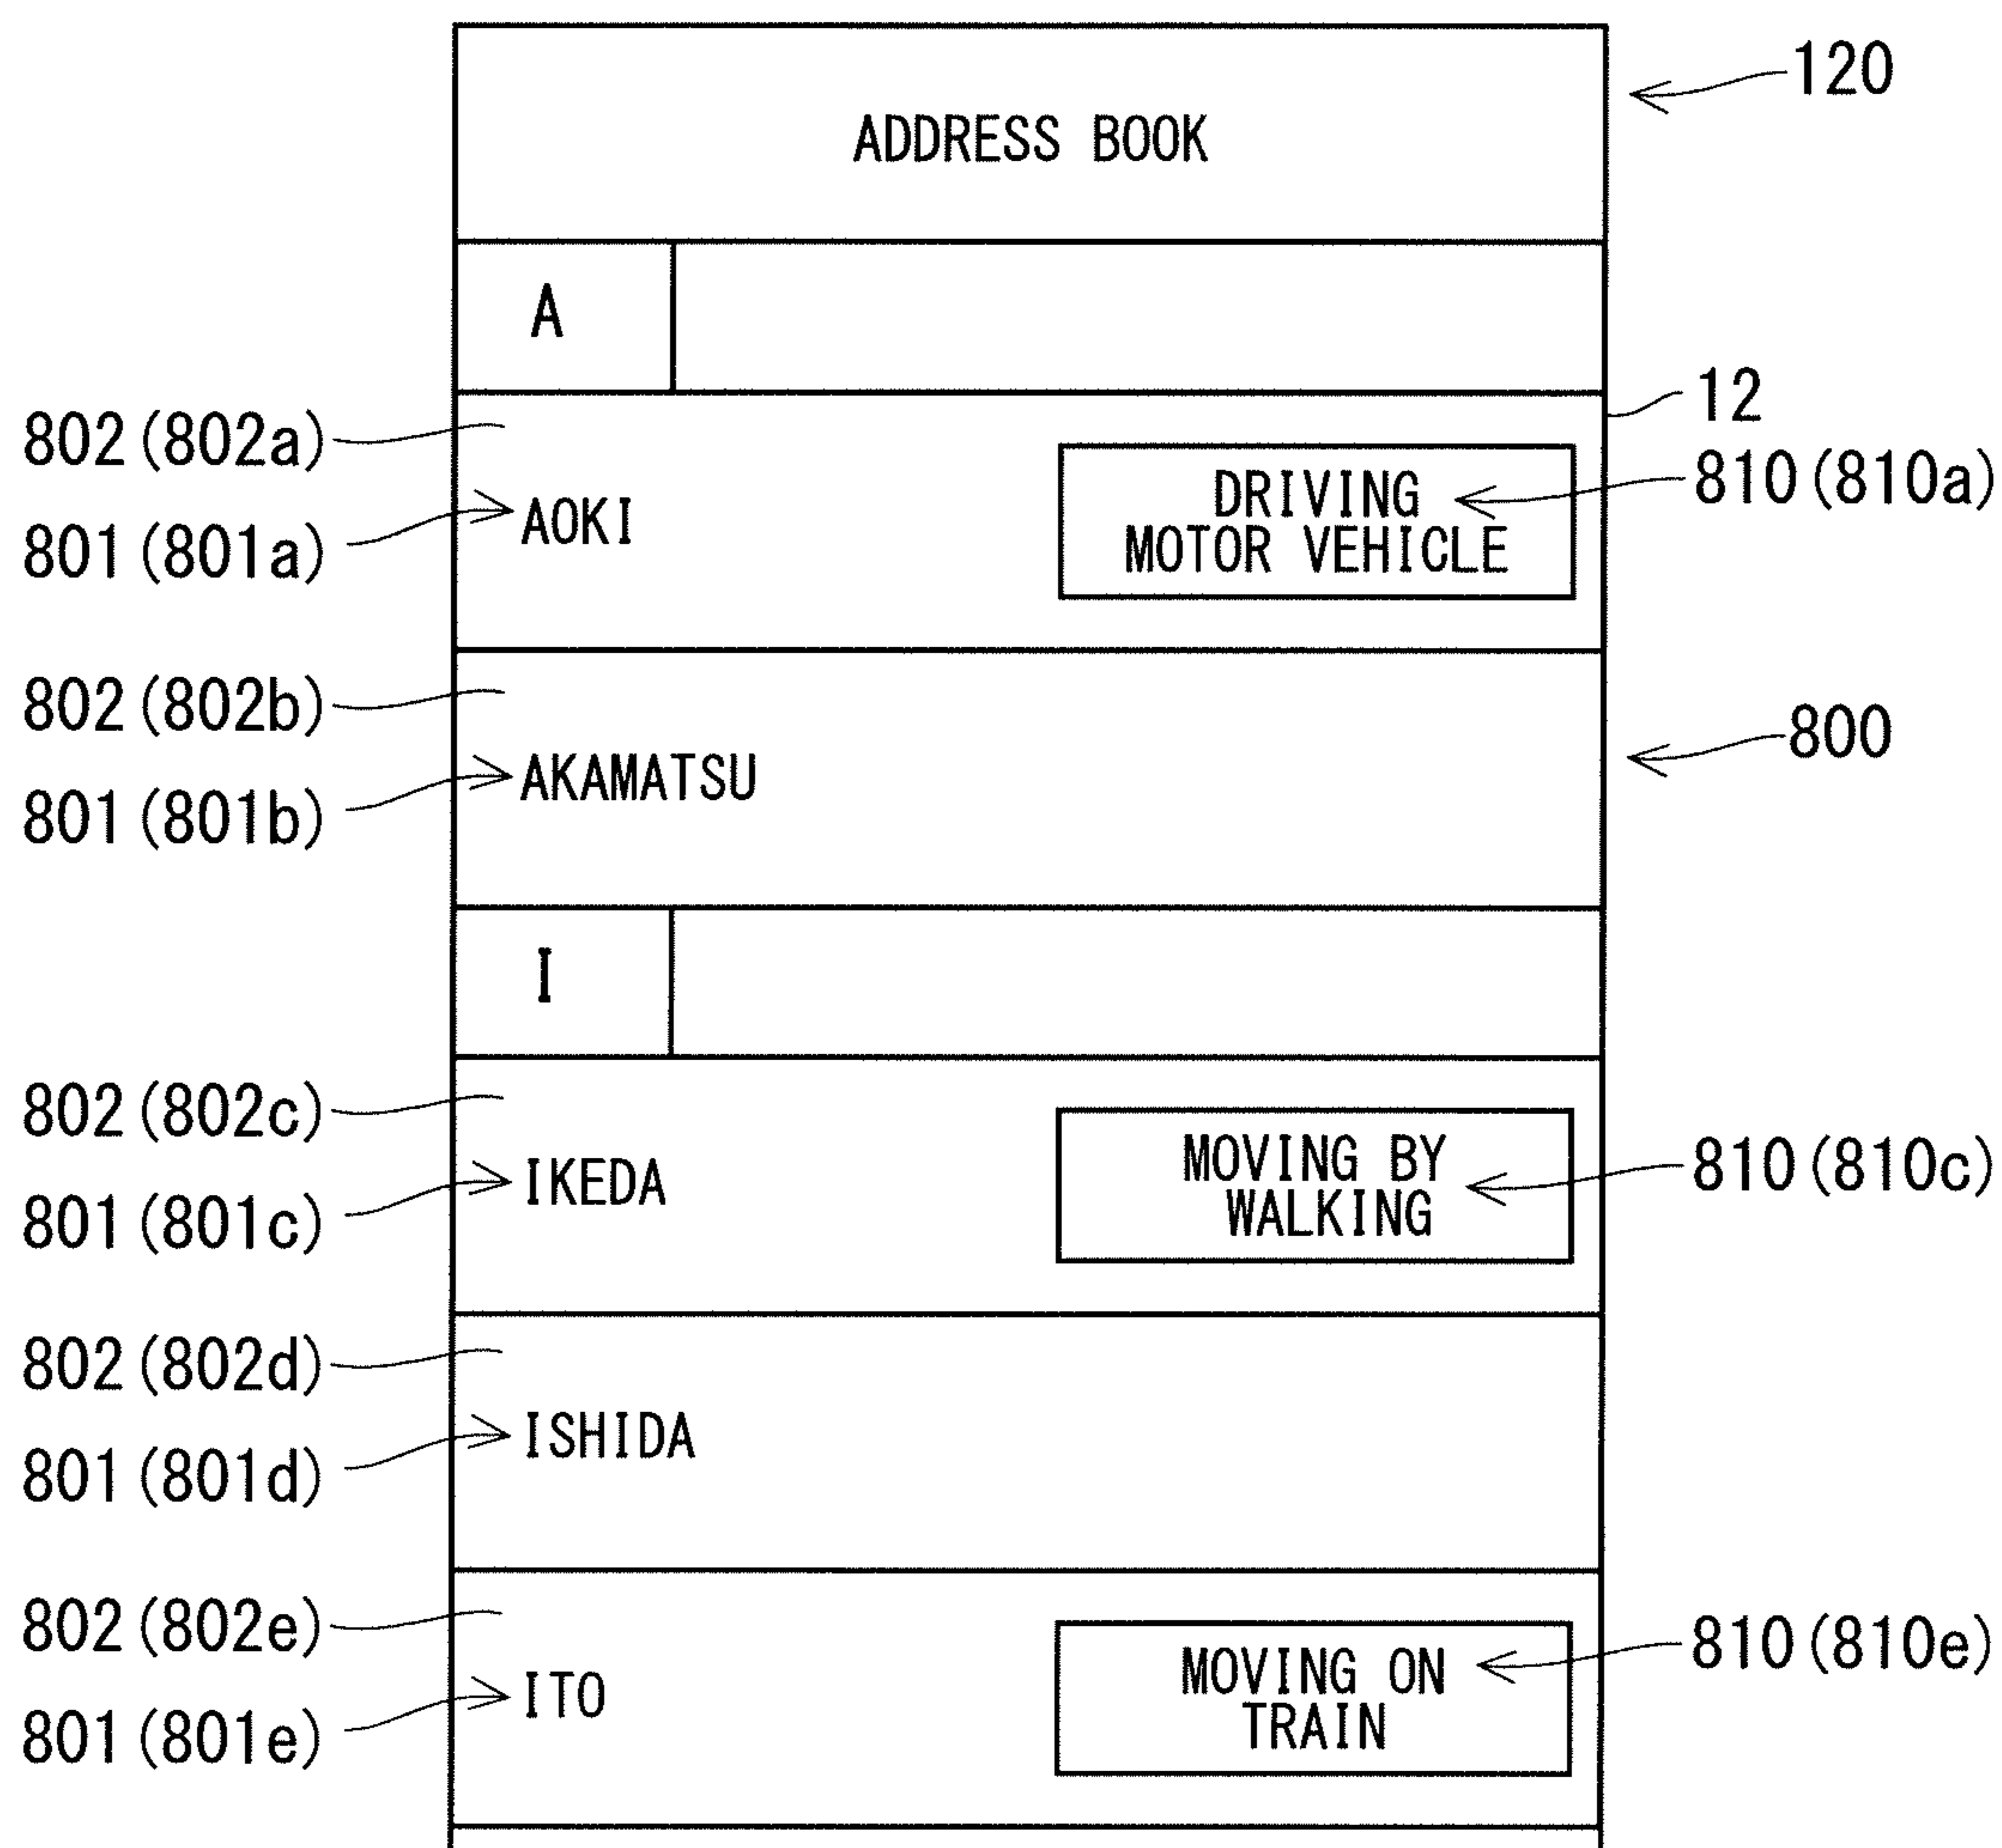 120
ADDRESS BOOK
A
12
802 (802a)
810 (810a)
DRIVING
MOTOR VEHICLE
AOKI
801 (801a)
802 (802b)
800
AKAMATSU
801 (801b)
I
802 (802c)
MOVING BY
WALKING
810 (810c)
IKEDA
801 (801c)
802 (802d)
ISHIDA
801 (801d)
802 (802e)
810 (810e)
MOVING ON
TRAIN
ITO
801 (801e)